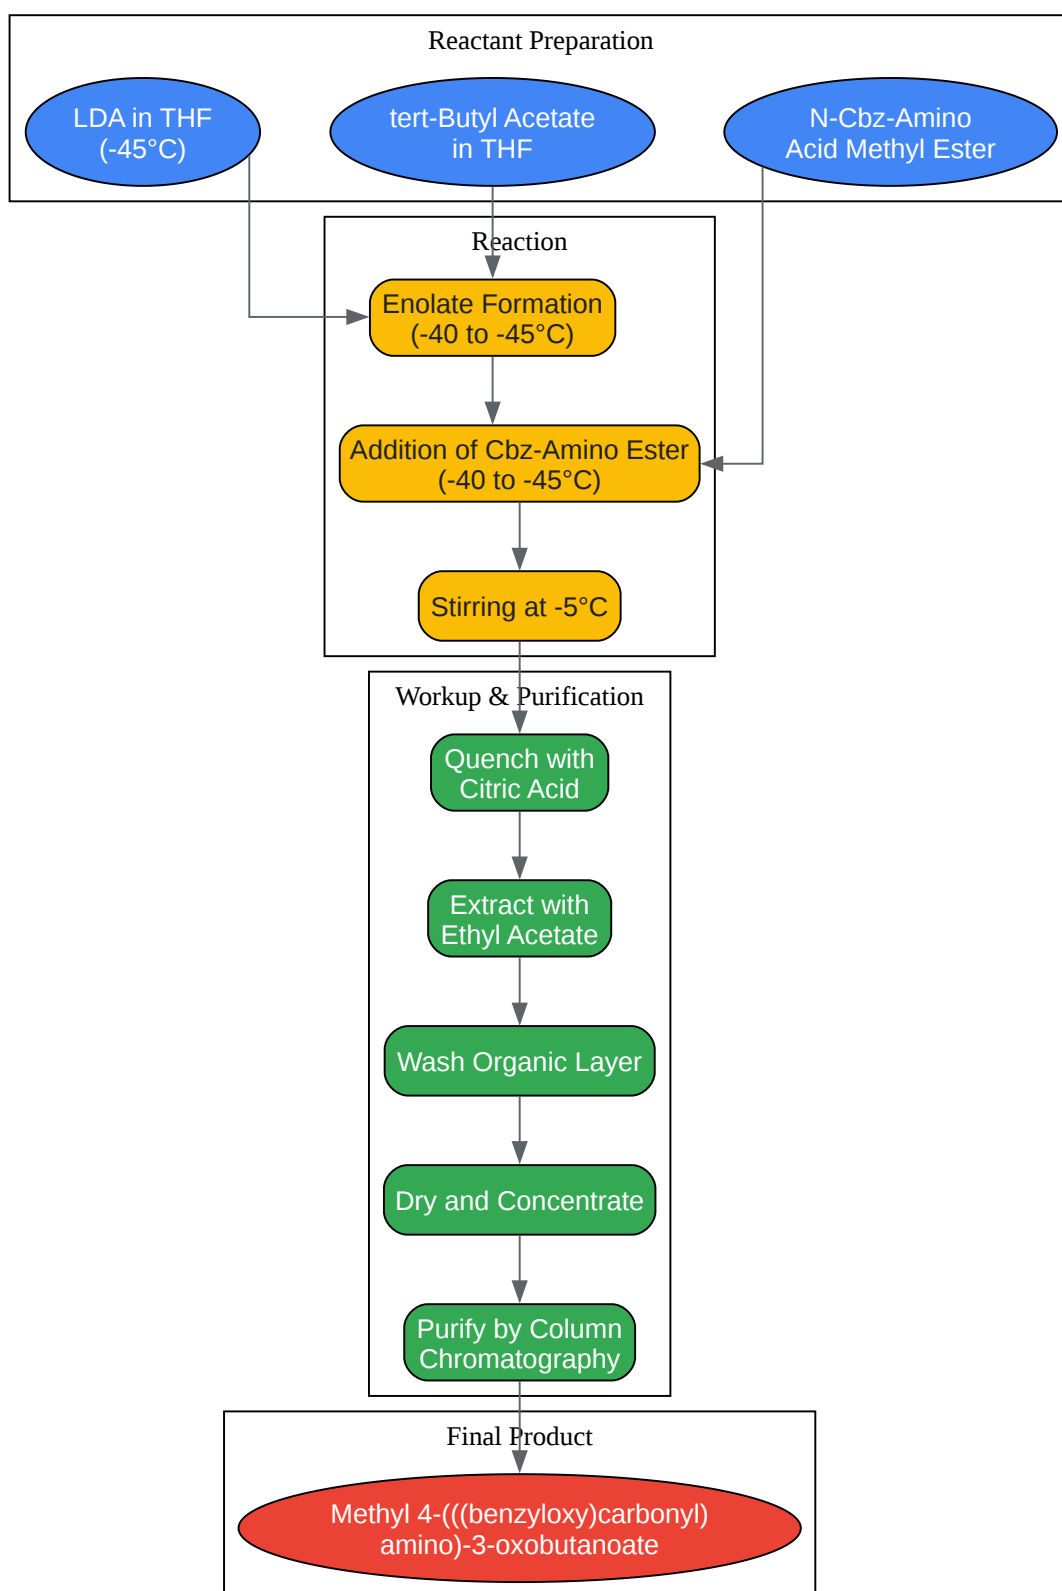 Reactant Preparation
LDA in THF
(-45°C)
tert-Butyl Acetate
in THF
N-Cbz-Amino
Acid Methyl Ester
Reaction
Enolate Formation
(-40 to -45°C)
Addition of Cbz-Amino Ester
(-40 to -45°C)
Stirring at -5°C
Workup & Purification
Quench with
Citric Acid
Extract with
Ethyl Acetate
Wash Organic Layer
Dry and Concentrate
Purify by Column
Chromatography
Final Product
Methyl 4-(((benzyloxy)carbonyl)
amino)-3-oxobutanoate